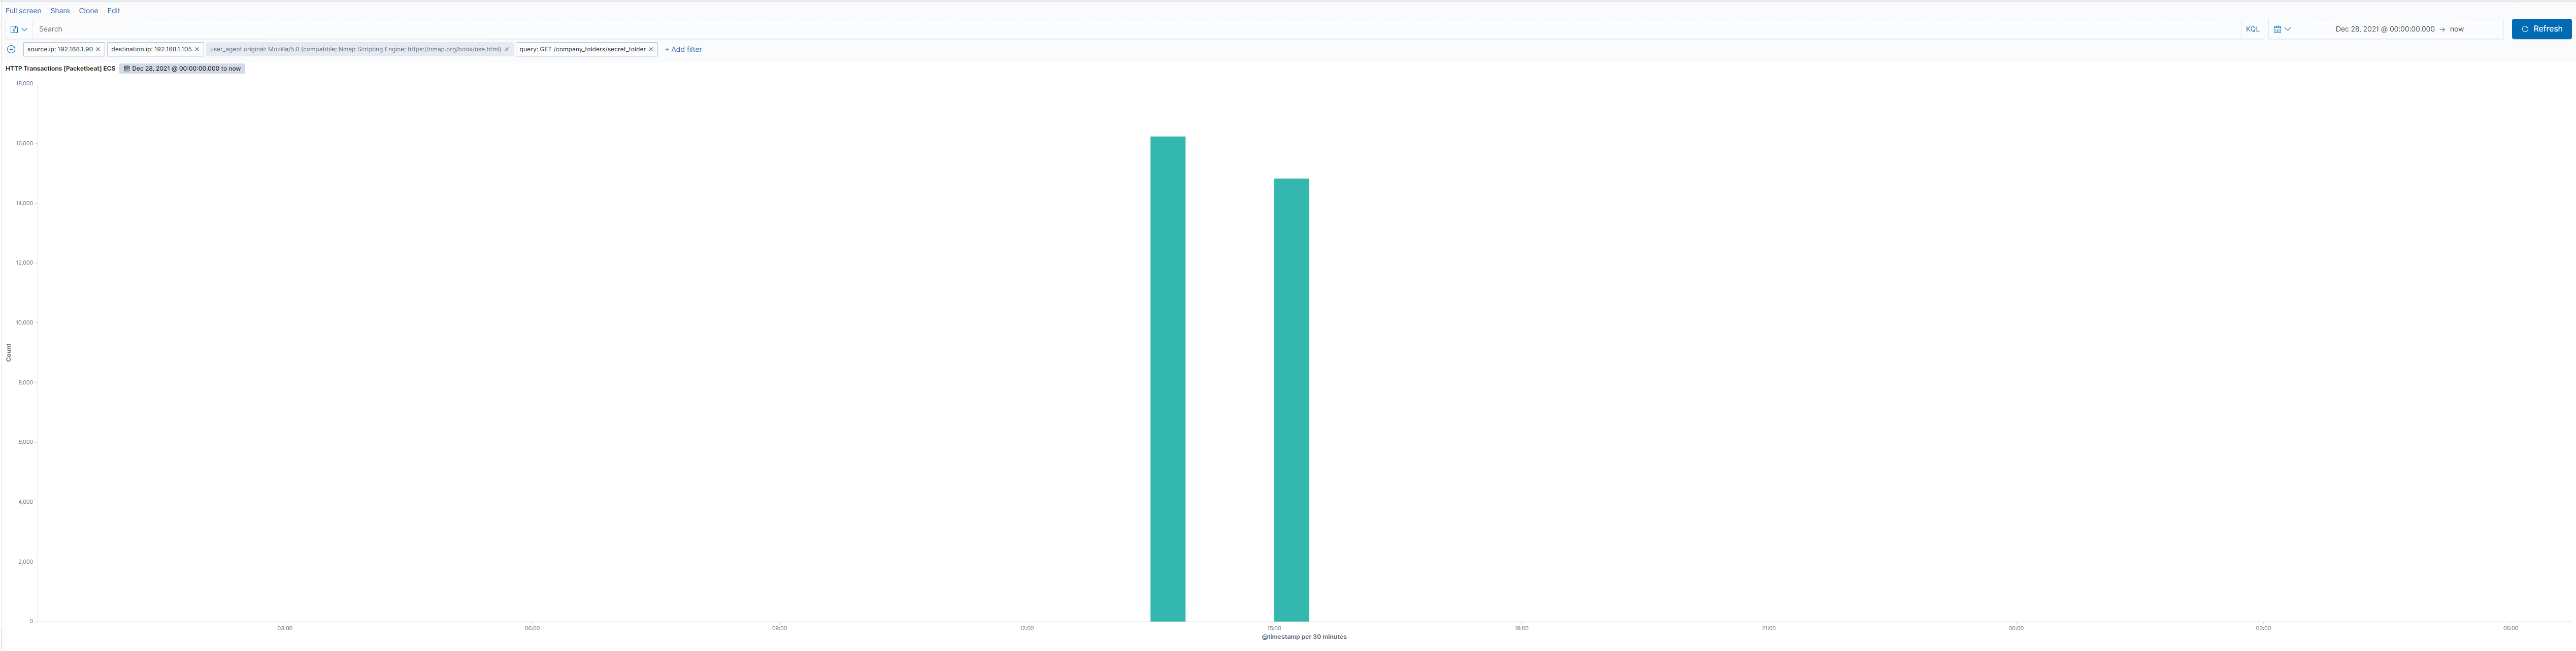 Full screen Share Clone Edit
Search KQL Dec 28, 2021 @ 00:00:00.000 → now Refresh
source.ip: 192.168.1.90 × destination.ip: 192.168.1.105 × user_agent.original: Mozilla/5.0 (compatible; Nmap Scripting Engine; https://nmap.org/book/nse.html) × query: GET /company_folders/secret_folder × + Add filter
HTTP Transactions [Packetbeat] ECS Dec 28, 2021 @ 00:00:00.000 to now
18,000
16,000
14,000
12,000
10,000
Count
8,000
6,000
4,000
2,000
0
03:00 06:00 09:00 12:00 15:00 18:00 21:00 00:00 03:00 06:00
@timestamp per 30 minutes